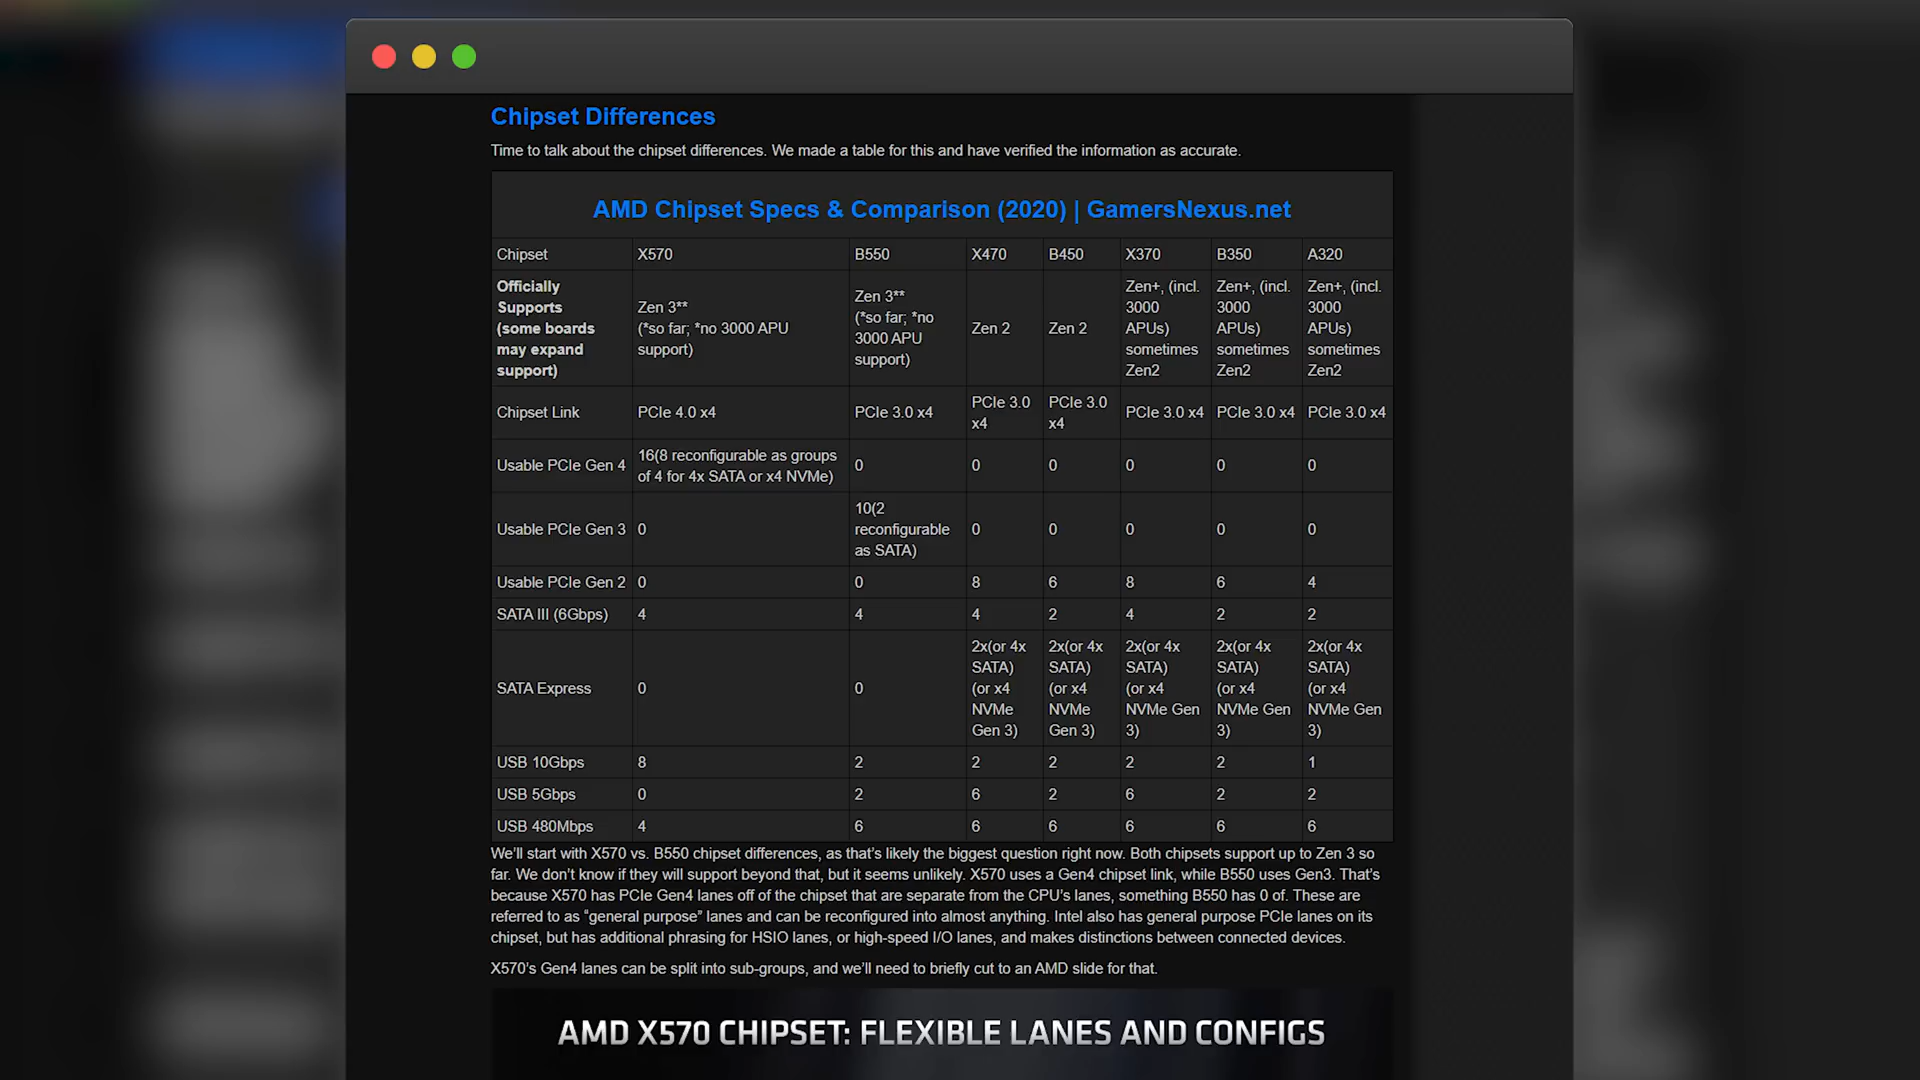 Chipset Differences
Time to talk about the chipset differences. We made a table for this and have verified the information as accurate.
AMD Chipset Specs & Comparison (2020) | GamersNexus.net
Chipset X570 B550 X470 B450 X370 B350 A320
Officially Supports (some boards may expand support) Zen 3** (*so far; *no 3000 APU support) Zen 3** (*so far; *no 3000 APU support) Zen 2 Zen 2 Zen+, (incl. 3000 APUs) sometimes Zen2 Zen+, (incl. 3000 APUs) sometimes Zen2 Zen+, (incl. 3000 APUs) sometimes Zen2
Chipset Link PCIe 4.0 x4 PCIe 3.0 x4 PCIe 3.0 x4 PCIe 3.0 x4 PCIe 3.0 x4 PCIe 3.0 x4 PCIe 3.0 x4
Usable PCIe Gen 4 16(8 reconfigurable as groups of 4 for 4x SATA or x4 NVMe) 0 0 0 0 0 0
Usable PCIe Gen 3 0 10(2 reconfigurable as SATA) 0 0 0 0 0
Usable PCIe Gen 2 0 0 8 6 8 6 4
SATA III (6Gbps) 4 4 4 2 4 2 2
SATA Express 0 0 2x(or 4x SATA) (or x4 NVMe Gen 3) 2x(or 4x SATA) (or x4 NVMe Gen 3) 2x(or 4x SATA) (or x4 NVMe Gen 3) 2x(or 4x SATA) (or x4 NVMe Gen 3) 2x(or 4x SATA) (or x4 NVMe Gen 3)
USB 10Gbps 8 2 2 2 2 2 1
USB 5Gbps 0 2 6 2 6 2 2
USB 480Mbps 4 6 6 6 6 6 6
We'll start with X570 vs. B550 chipset differences, as that's likely the biggest question right now. Both chipsets support up to Zen 3 so
far. We don't know if they will support beyond that, but it seems unlikely. X570 uses a Gen4 chipset link, while B550 uses Gen3. That's
because X570 has PCIe Gen4 lanes off of the chipset that are separate from the CPU's lanes, something B550 has 0 of. These are
referred to as “general purpose” lanes and can be reconfigured into almost anything. Intel also has general purpose PCIe lanes on its
chipset, but has additional phrasing for HSIO lanes, or high-speed I/O lanes, and makes distinctions between connected devices.
X570's Gen4 lanes can be split into sub-groups, and we'll need to briefly cut to an AMD slide for that.
AMD X570 CHIPSET: FLEXIBLE LANES AND CONFIGS